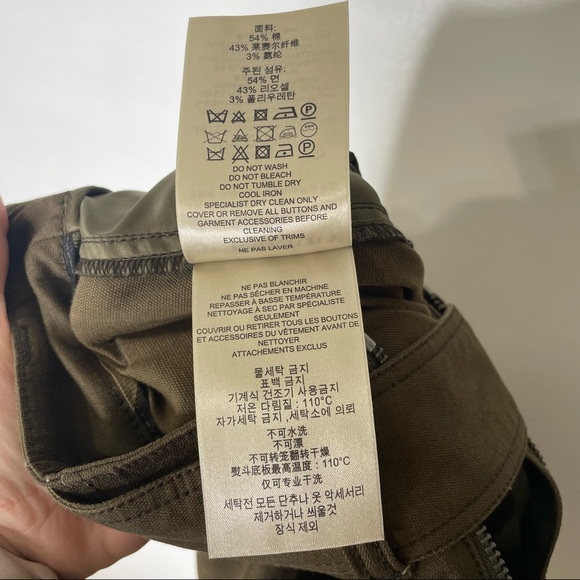 面料:
54% 棉
43% 莱赛尔纤维
3% 氨纶
주된 섬유:
54% 면
43% 리오셀
3% 폴리우레탄
DO NOT WASH
DO NOT BLEACH
DO NOT TUMBLE DRY
COOL IRON
SPECIALIST DRY CLEAN ONLY
COVER OR REMOVE ALL BUTTONS AND
GARMENT ACCESSORIES BEFORE
CLEANING
EXCLUSIVE OF TRIMS
NE PAS LAVER
NE PAS BLANCHIR
NE PAS SÉCHER EN MACHINE
REPASSER À BASSE TEMPÉRATURE
NETTOYAGE À SEC PAR SPÉCIALISTE
SEULEMENT
COUVRIR OU RETIRER TOUS LES BOUTONS
ET ACCESSOIRES DU VÊTEMENT AVANT DE
NETTOYER
ATTACHEMENTS EXCLUS
물세탁 금지
표백 금지
기계식 건조기 사용금지
저온 다림질: 110°C
자가세탁 금지, 세탁소에 의뢰
不可水洗
不可漂
不可转笼翻转干燥
熨斗底板最高温度：110°C
仅可专业干洗
세탁전 모든 단추나 옷 악세서리
제거하거나 씌울것
장식 제외